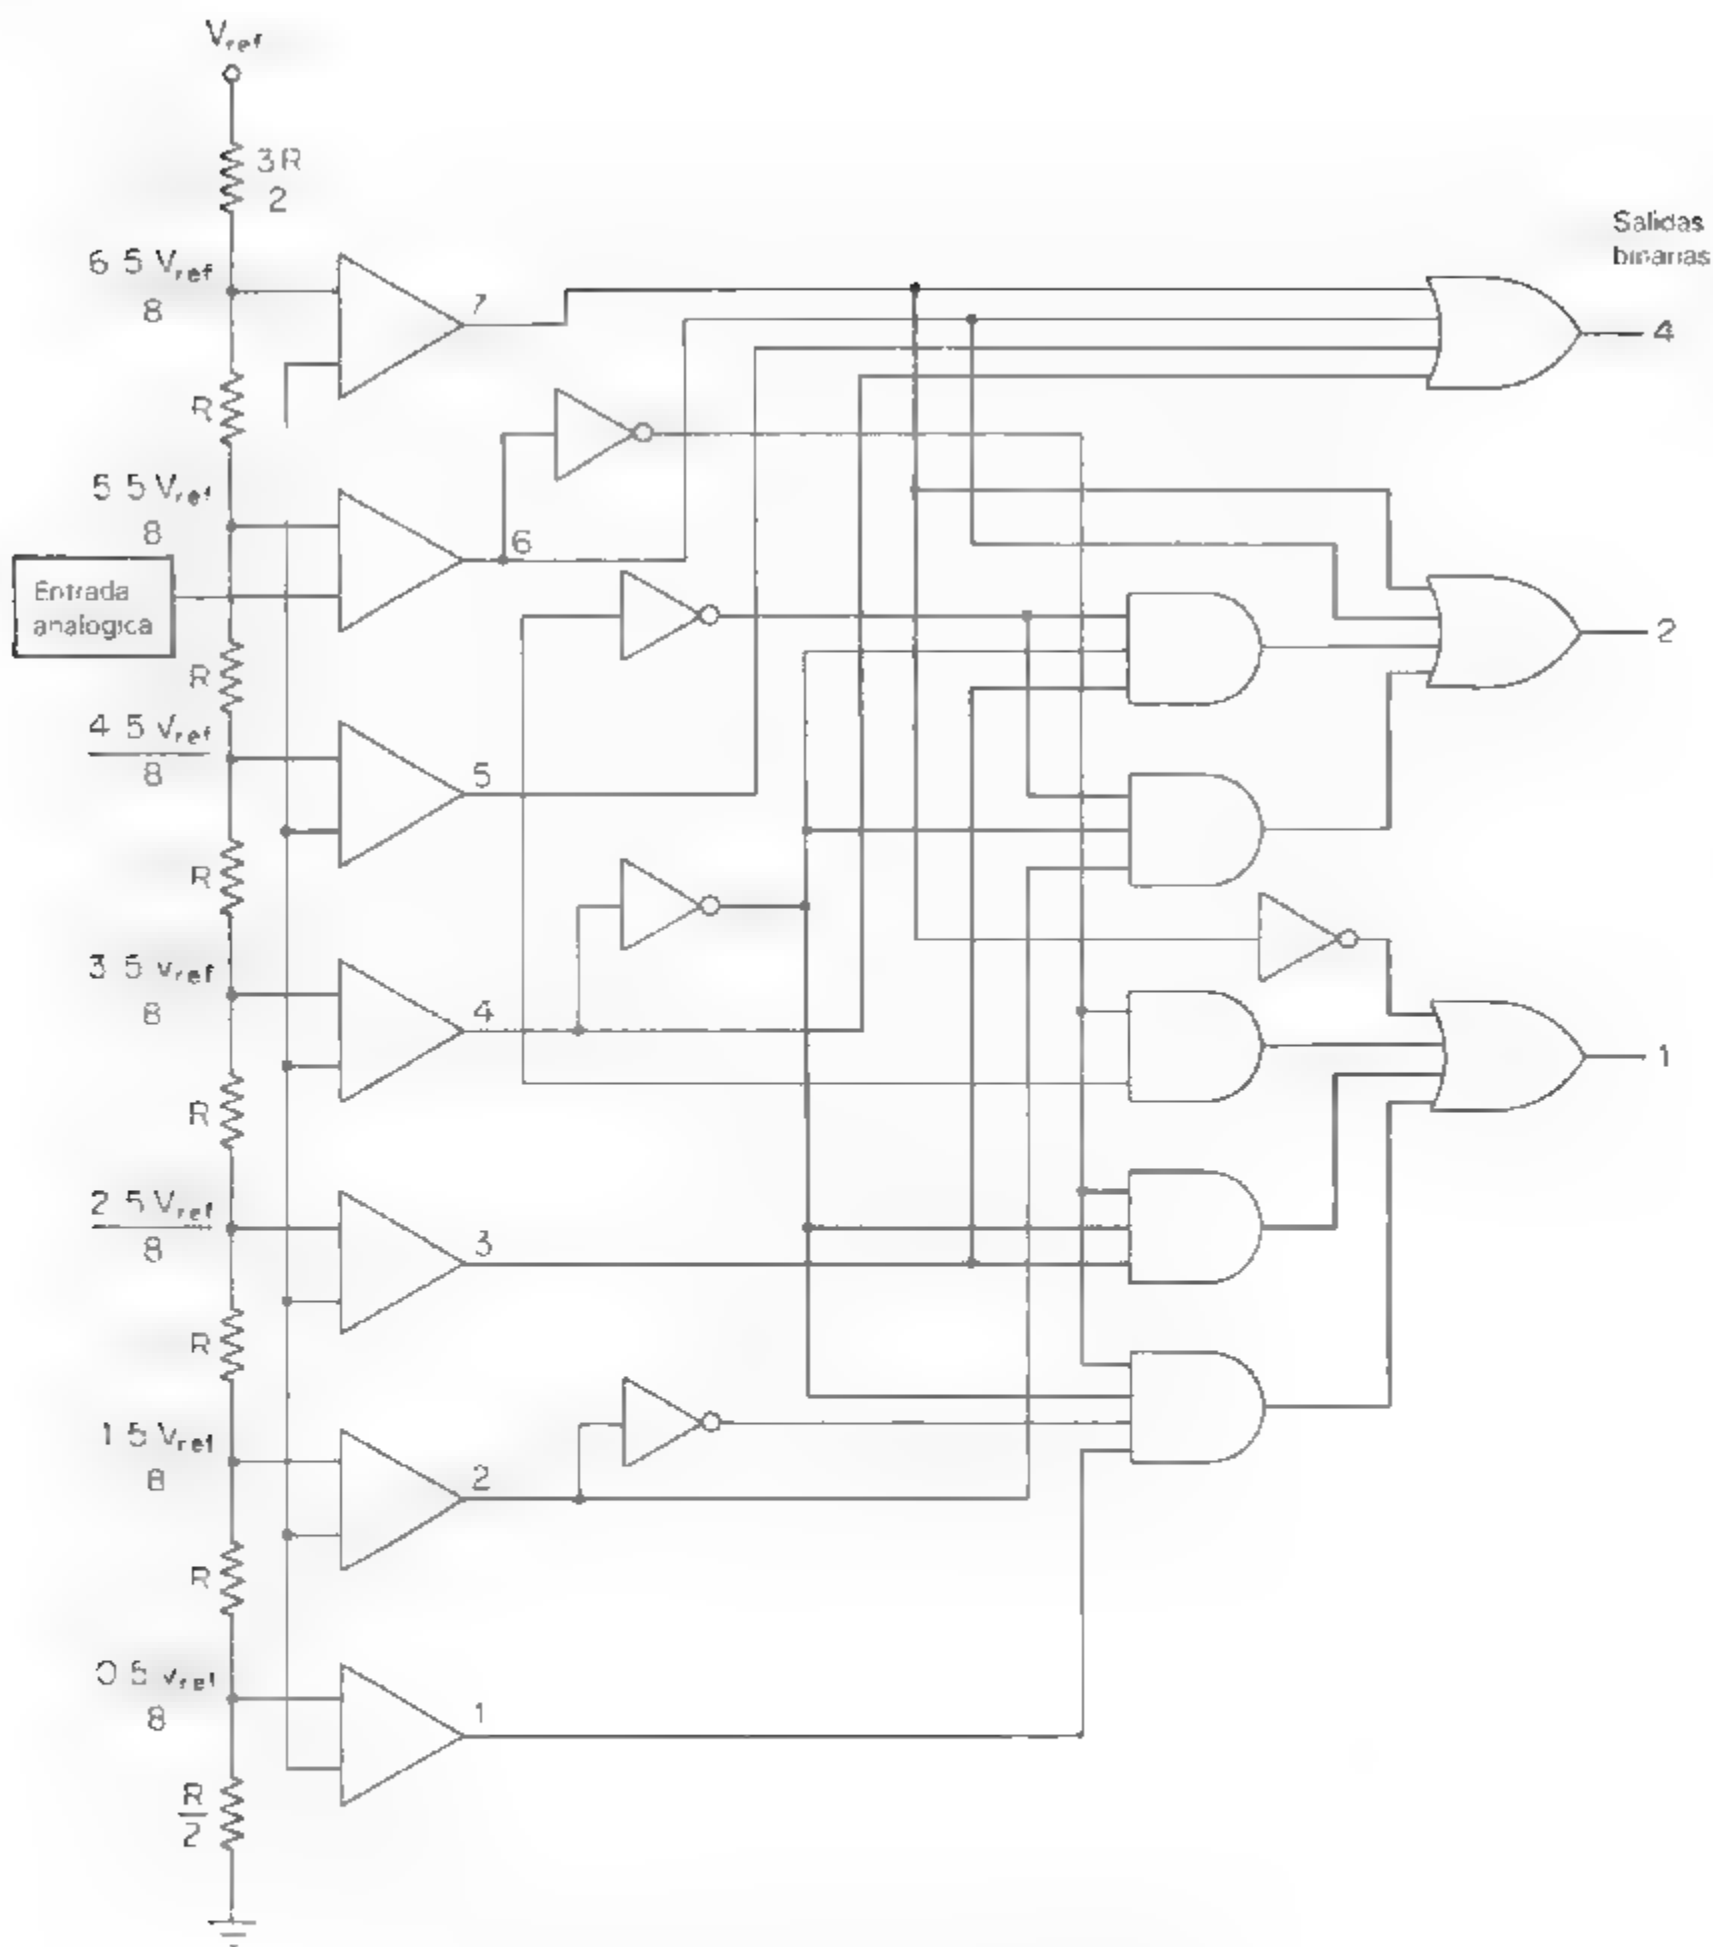 Vref
3R
2
Salidas
binarias
6 5 Vref
8
7
4
R
5 5 Vref
8
6
Entrada
analogica
2
R
4 5 Vref
8
5
R
3 5 vref
8
4
1
R
2 5 Vref
8
3
R
1 5 Vref
8
2
R
0 5 vref
8
1
R
2